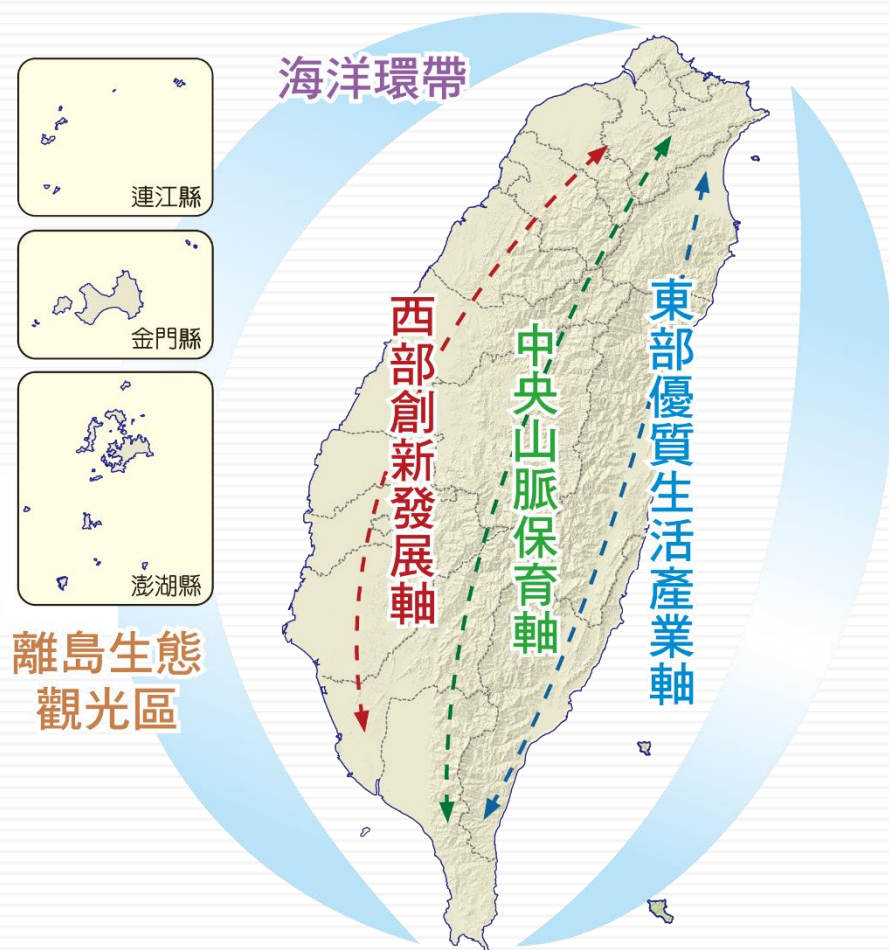 海洋環帶
連江縣
金門縣
澎湖縣
離島生態
觀光區
西部創新發展軸
中央山脈保育軸
東部優質生活產業軸